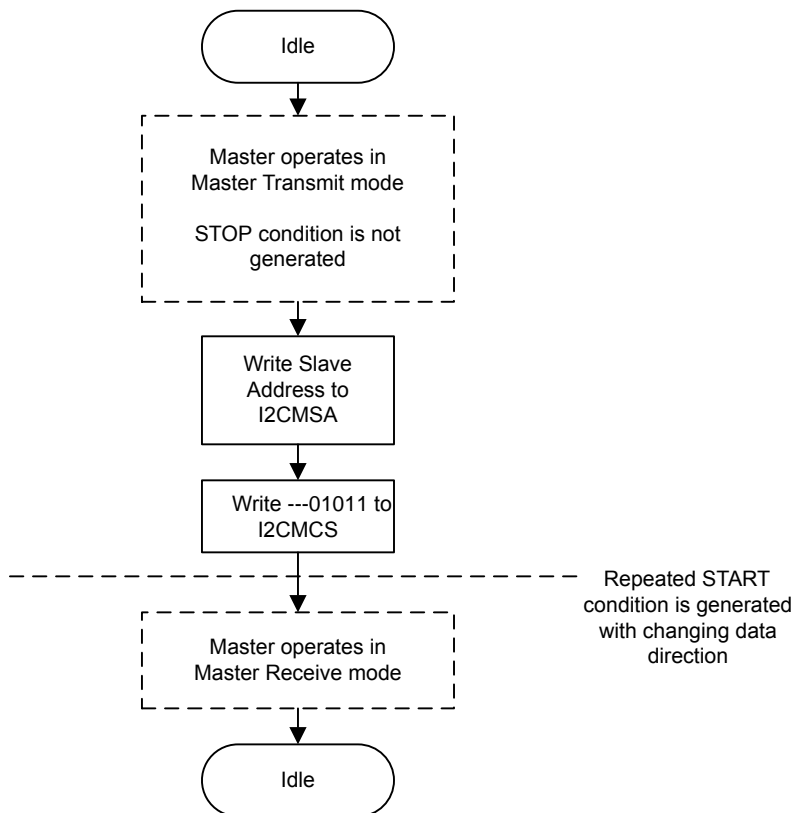 Idle
Master operates in
Master Transmit mode
STOP condition is not
generated
Write Slave
Address to
I2CMSA
Write ---01011 to
I2CMCS
Repeated START
condition is generated
with changing data
direction
Master operates in
Master Receive mode
Idle